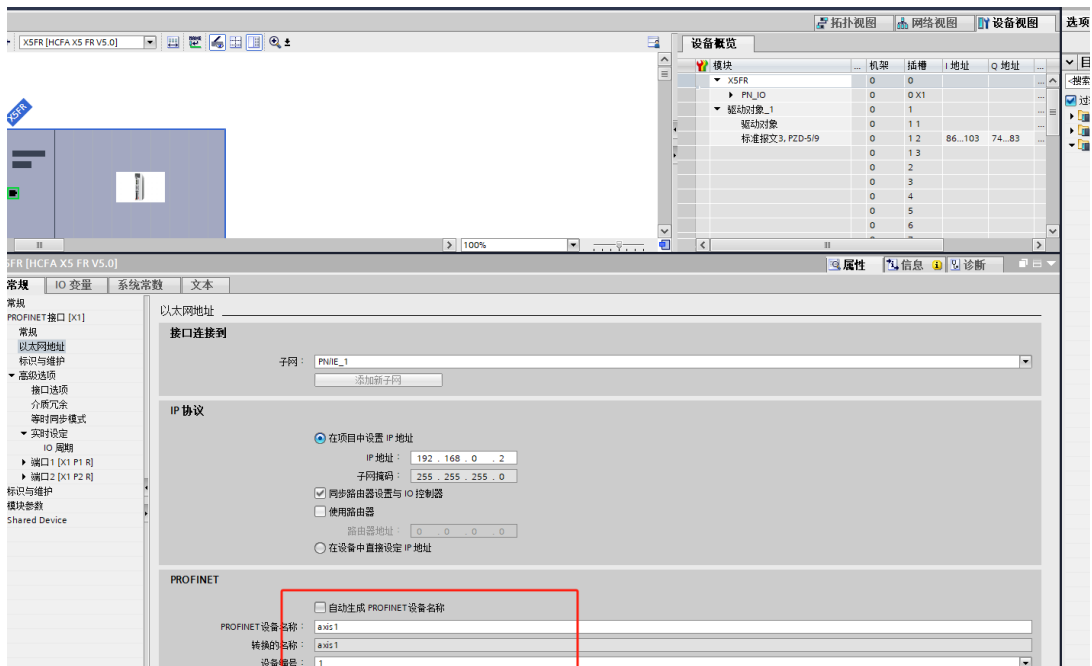 拓扑视图 网络视图 设备视图 选项
X5FR [HCFA X5 FR V5.0]
设备概览
模块 ... 机架 插槽 I 地址 Q 地址 ...
X5FR 0 0
PN_IO 0 0 X1
驱动对象_1 0 1
驱动对象 0 1 1
标准报文3, PZD-5/9 0 1 2 86...103 74...83
0 1 3
0 2
0 3
0 4
0 5
0 6
<搜索
X5FR
100%
5FR [HCFA X5 FR V5.0]
属性 信息 诊断
常规 IO 变量 系统常数 文本
常规
PROFINET接口 [X1]
常规
以太网地址
标识与维护
高级选项
接口选项
介质冗余
等时同步模式
实时设定
IO 周期
端口1 [X1 P1 R]
端口2 [X1 P2 R]
标识与维护
模块参数
Shared Device
以太网地址
接口连接到
子网： PN/IE_1
添加新子网
IP 协议
在项目中设置 IP 地址
IP 地址： 192 . 168 . 0 . 2
子网掩码： 255 . 255 . 255 . 0
同步路由器设置与 IO 控制器
使用路由器
路由器地址： 0 . 0 . 0 . 0
在设备中直接设定 IP 地址
PROFINET
自动生成 PROFINET 设备名称
PROFINET 设备名称： axis1
转换的名称： axis1
设备编号： 1